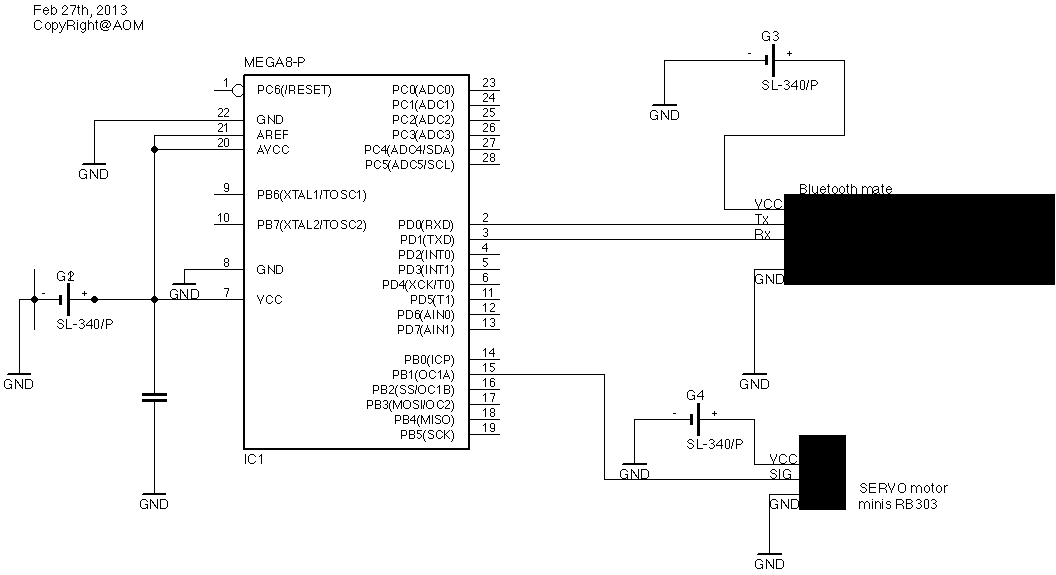 Feb 27th, 2013
CopyRight@AOM
G3
- +
SL-340/P
GND
MEGA8-P
1 PC6(/RESET) PC0(ADC0) 23
PC1(ADC1) 24
22 GND PC2(ADC2) 25
21 AREF PC3(ADC3) 26
20 AVCC PC4(ADC4/SDA) 27
PC5(ADC5/SCL) 28
GND
9 PB6(XTAL1/TOSC1)
Bluetooth mate
VCC
10 PB7(XTAL2/TOSC2) PD0(RXD) 2 Tx
PD1(TXD) 3 Rx
PD2(INT0) 4
8 GND PD3(INT1) 5
GND
PD4(XCK/T0) 6
GND
G2
- +
7 VCC PD5(T1) 11
PD6(AIN0) 12
SL-340/P
PD7(AIN1) 13
PB0(ICP) 14
PB1(OC1A) 15
GND
GND
PB2(SS/OC1B) 16
G4
PB3(MOSI/OC2) 17
- +
PB4(MISO) 18
PB5(SCK) 19
SL-340/P
IC1
VCC
GND
SIG
SERVO motor
minis RB303
GND
GND
GND